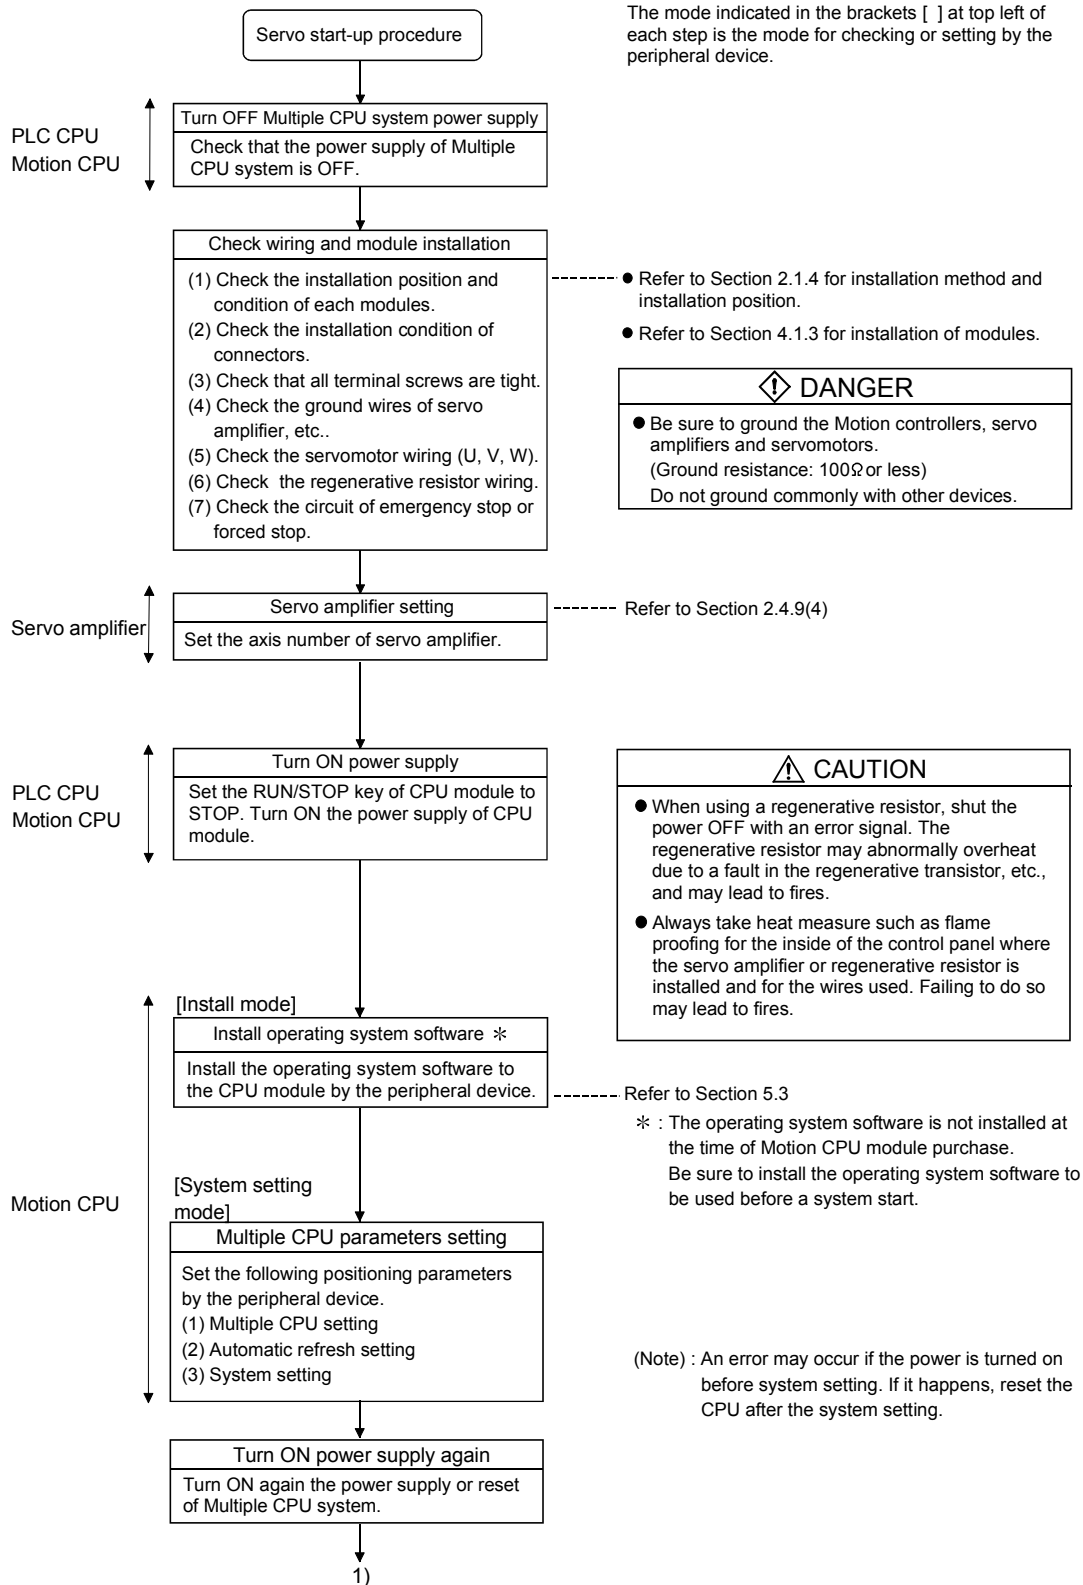 The mode indicated in the brackets [ ] at top left of
each step is the mode for checking or setting by the
peripheral device.
Servo start-up procedure
PLC CPU
Motion CPU
Turn OFF Multiple CPU system power supply
Check that the power supply of Multiple
CPU system is OFF.
Check wiring and module installation
(1) Check the installation position and
condition of each modules.
(2) Check the installation condition of
connectors.
(3) Check that all terminal screws are tight.
(4) Check the ground wires of servo
amplifier, etc..
(5) Check the servomotor wiring (U, V, W).
(6) Check the regenerative resistor wiring.
(7) Check the circuit of emergency stop or
forced stop.
● Refer to Section 2.1.4 for installation method and
installation position.
● Refer to Section 4.1.3 for installation of modules.
DANGER
● Be sure to ground the Motion controllers, servo
amplifiers and servomotors.
(Ground resistance: 100Ω or less)
Do not ground commonly with other devices.
Servo amplifier
Servo amplifier setting
Set the axis number of servo amplifier.
Refer to Section 2.4.9(4)
PLC CPU
Motion CPU
Turn ON power supply
Set the RUN/STOP key of CPU module to
STOP. Turn ON the power supply of CPU
module.
CAUTION
● When using a regenerative resistor, shut the
power OFF with an error signal. The
regenerative resistor may abnormally overheat
due to a fault in the regenerative transistor, etc.,
and may lead to fires.
● Always take heat measure such as flame
proofing for the inside of the control panel where
the servo amplifier or regenerative resistor is
installed and for the wires used. Failing to do so
may lead to fires.
Motion CPU
[Install mode]
Install operating system software ＊
Install the operating system software to
the CPU module by the peripheral device.
Refer to Section 5.3
＊ : The operating system software is not installed at
the time of Motion CPU module purchase.
Be sure to install the operating system software to
be used before a system start.
[System setting
mode]
Multiple CPU parameters setting
Set the following positioning parameters
by the peripheral device.
(1) Multiple CPU setting
(2) Automatic refresh setting
(3) System setting
(Note) : An error may occur if the power is turned on
before system setting. If it happens, reset the
CPU after the system setting.
Turn ON power supply again
Turn ON again the power supply or reset
of Multiple CPU system.
1)